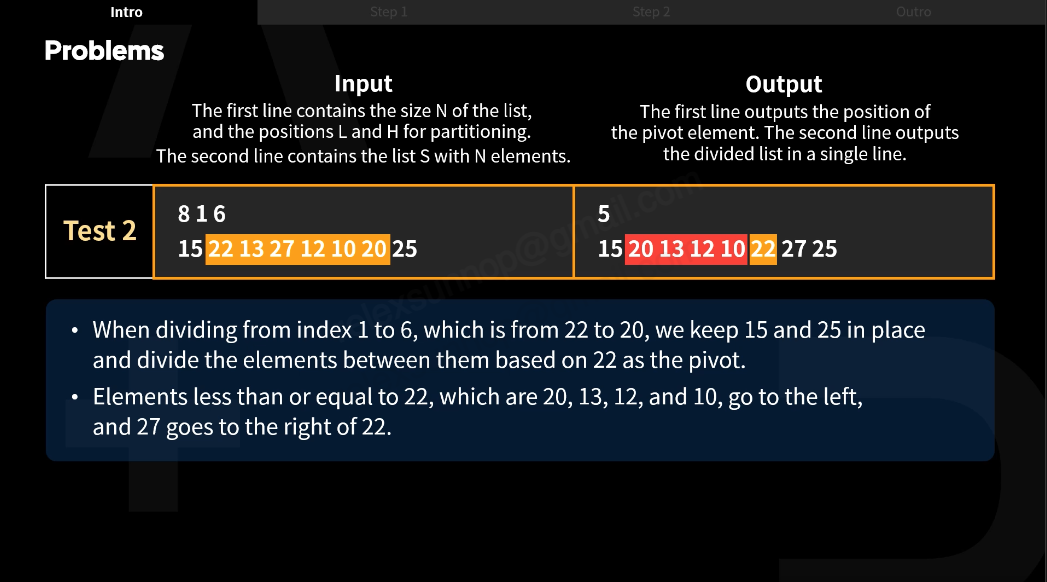 Intro
Step 1
Step 2
Outro
Problems
Input
The first line contains the size N of the list,
and the positions L and H for partitioning.
The second line contains the list S with N elements.
Output
The first line outputs the position of
the pivot element. The second line outputs
the divided list in a single line.
Test 2
8 1 6
15 22 13 27 12 10 20 25
5
15 20 13 12 10 22 27 25
• When dividing from index 1 to 6, which is from 22 to 20, we keep 15 and 25 in place
and divide the elements between them based on 22 as the pivot.
• Elements less than or equal to 22, which are 20, 13, 12, and 10, go to the left,
and 27 goes to the right of 22.